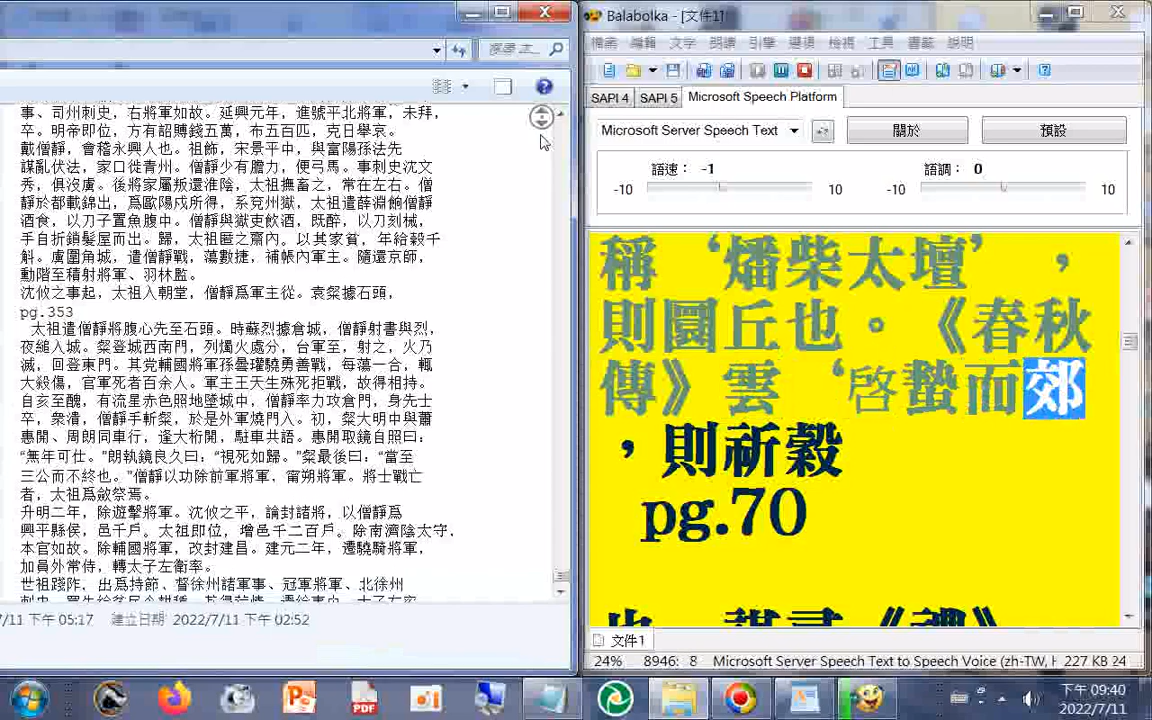 事、司州刺史，右將軍如故。延興元年，進號平北將軍，未拜，
卒。明帝即位，方有詔賻錢五萬，布五百匹，克日舉哀。
戴僧靜，會稽永興人也。祖飾，宋景平中，與富陽孫法先
謀亂伏法，家口徙青州。僧靜少有膽力，便弓馬。事刺史沈文
秀，俱沒虜。後將家屬叛還淮陰，太祖撫畜之，常在左右。僧
靜於都載錦出，爲歐陽戍所得，系兗州獄，太祖遣薛淵餉僧靜
酒食，以刀子置魚腹中。僧靜與獄吏飲酒，既醉，以刀刻械，
手自折鎖髮屋而出。歸，太祖匿之齋內。以其家貧，年給穀千
斛。虜圍角城，遣僧靜戰，蕩數捷，補帳內軍主。隨還京師，
勳階至積射將軍、羽林監。
沈攸之事起，太祖入朝堂，僧靜爲軍主從。袁粲據石頭，
pg.353
太祖遣僧靜將腹心先至石頭。時蘇烈據倉城，僧靜射書與烈，
夜縋入城。粲登城西南門，列燭火處分，台軍至，射之，火乃
滅，回登東門。其党輔國將軍孫曇瓘驍勇善戰，每蕩一合，輒
大殺傷，官軍死者百余人。軍主王天生殊死拒戰，故得相持。
自亥至醜，有流星赤色照地墜城中，僧靜率力攻倉門，身先士
卒，衆潰，僧靜手斬粲，於是外軍燒門入。初，粲大明中與蕭
惠開、周朗同車行，逢大桁開，駐車共語。惠開取鏡自照曰：
“無年可仕。”朗執鏡良久曰：“視死如歸。”粲最後曰：“當至
三公而不終也。”僧靜以功除前軍將軍，甯朔將軍。將士戰亡
者，太祖爲斂祭焉。
升明二年，除遊擊將軍。沈攸之平，論封諸將，以僧靜爲
興平縣侯，邑千戶。太祖即位，增邑千二百戶。除南濟陰太守，
本官如故。除輔國將軍，改封建昌。建元二年，遷驍騎將軍，
加員外常侍，轉太子左衛率。
世祖踐阼，出爲持節、督徐州諸軍事、冠軍將軍、北徐州
7/11 下午 05:17 建立日期: 2022/7/11 下午 02:52
Balabolka - [文件1]
檔案 編輯 文字 朗讀 引擎 選項 檢視 工具 書籤 說明
SAPI 4 SAPI 5 Microsoft Speech Platform
Microsoft Server Speech Text 關於 預設
語速： -1 語調： 0
-10 10 -10 10
稱‘燔柴太壇’，
則圜丘也。《春秋
傳》雲‘啓蟄而郊
，則祈穀
pg.70
也。謹尋《禮》
文件1
24% 8946: 8 Microsoft Server Speech Text to Speech Voice (zh-TW, H 227 KB 24
下午 09:40
2022/7/11